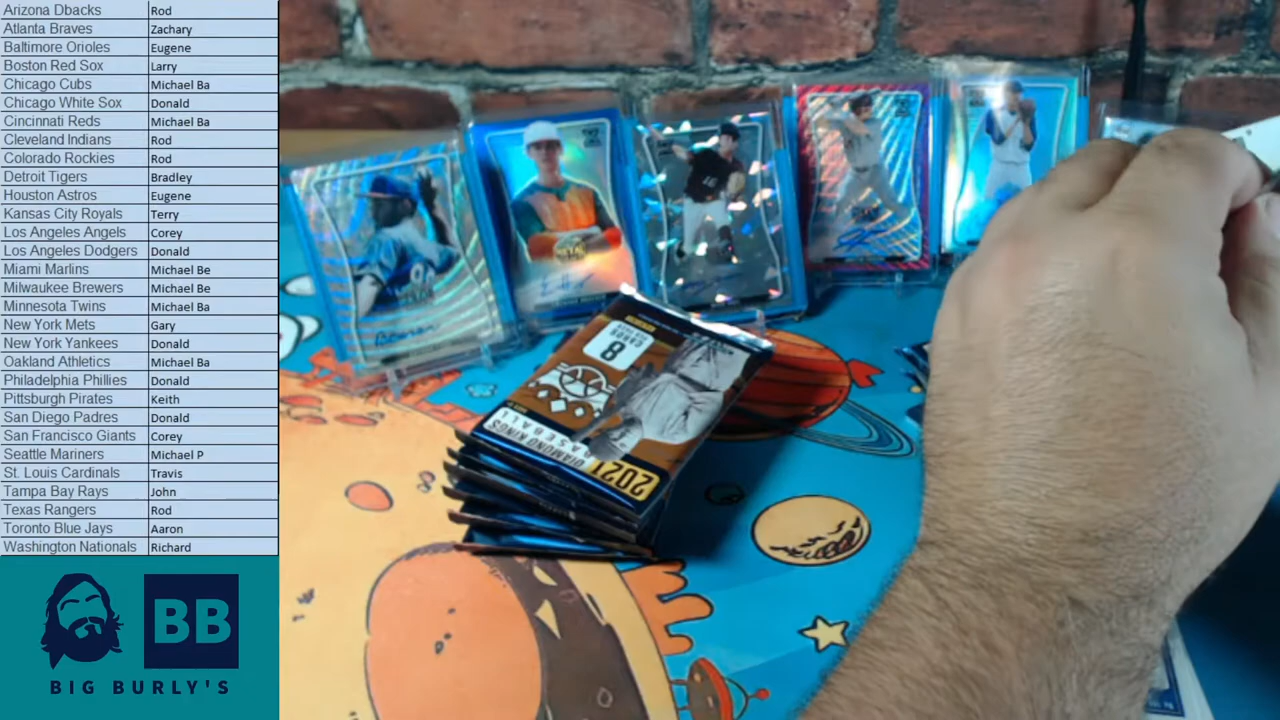 Arizona Dbacks Rod
Atlanta Braves Zachary
Baltimore Orioles Eugene
Boston Red Sox Larry
Chicago Cubs Michael Ba
Chicago White Sox Donald
Cincinnati Reds Michael Ba
Cleveland Indians Rod
Colorado Rockies Rod
Detroit Tigers Bradley
Houston Astros Eugene
Kansas City Royals Terry
Los Angeles Angels Corey
Los Angeles Dodgers Donald
Miami Marlins Michael Be
Milwaukee Brewers Michael Be
Minnesota Twins Michael Ba
New York Mets Gary
New York Yankees Donald
Oakland Athletics Michael Ba
Philadelphia Phillies Donald
Pittsburgh Pirates Keith
San Diego Padres Donald
San Francisco Giants Corey
Seattle Mariners Michael P
St. Louis Cardinals Travis
Tampa Bay Rays John
Texas Rangers Rod
Toronto Blue Jays Aaron
Washington Nationals Richard
BB
BIG BURLY'S
8
CARDS
2021
DIAMOND KINGS
BASEBALL